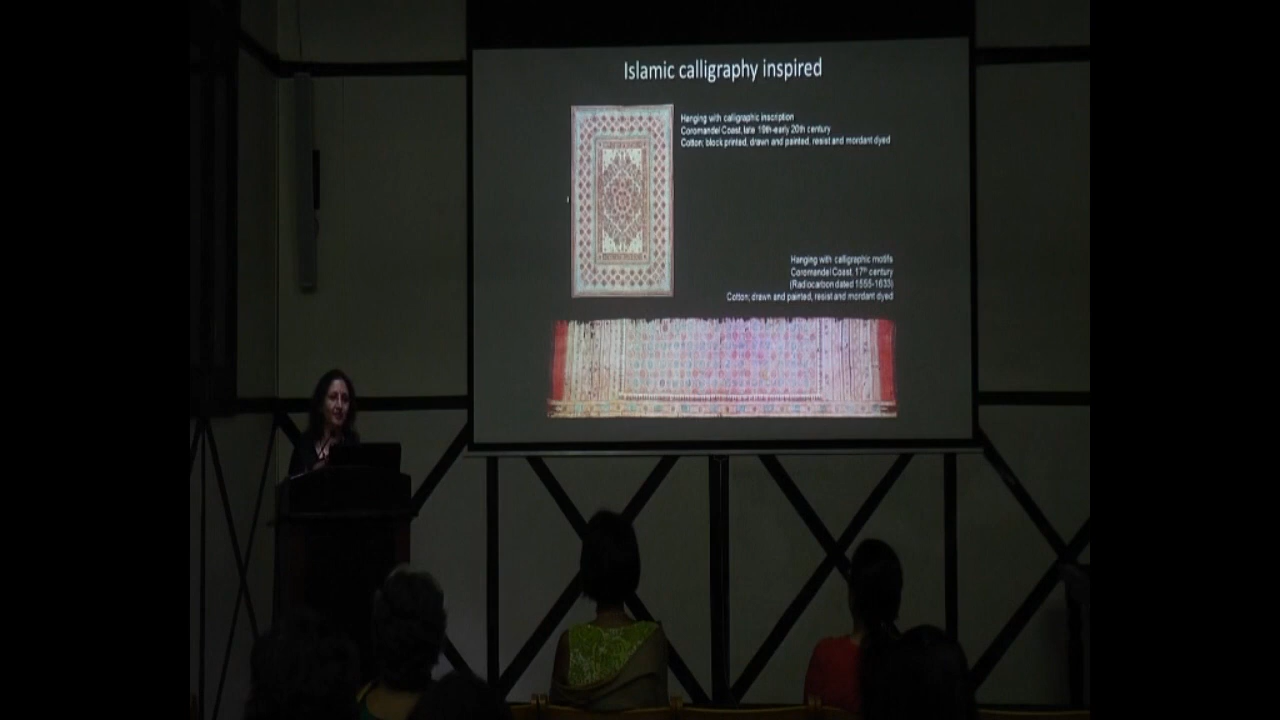 Islamic calligraphy inspired
Hanging with calligraphic inscription
Coromandel Coast, late 19th-early 20th century
Cotton; block printed, drawn and painted, resist and mordant dyed
Hanging with calligraphic motifs
Coromandel Coast, 17th century
(Radiocarbon dated 1555-1633)
Cotton; drawn and painted, resist and mordant dyed